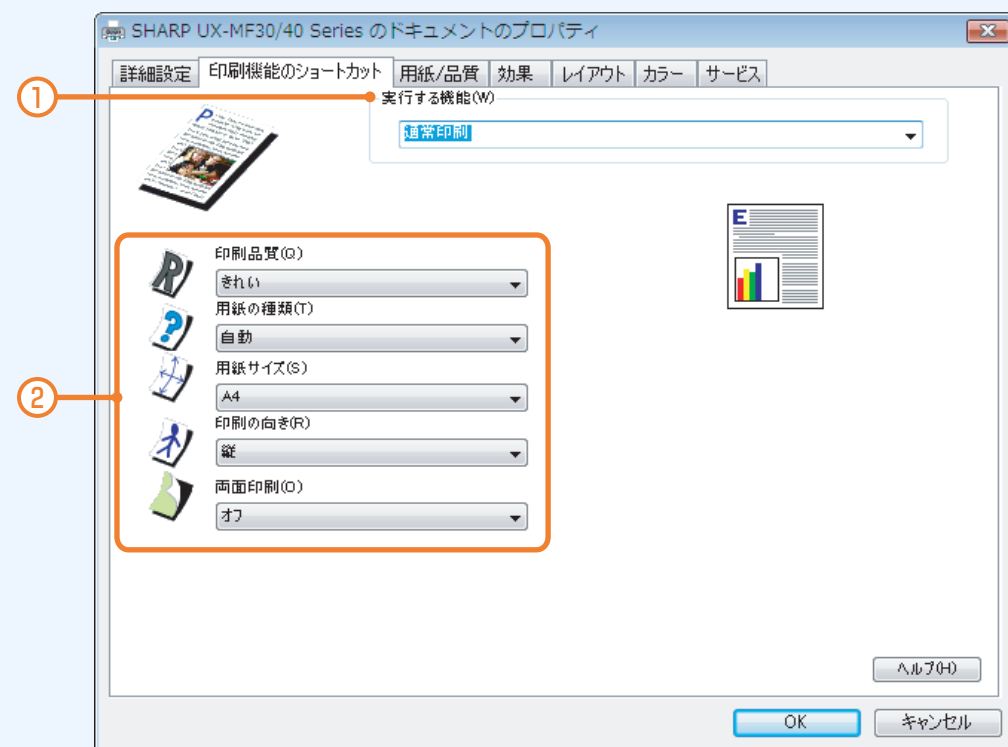 SHARP UX-MF30/40 Series のドキュメントのプロパティ
詳細設定 印刷機能のショートカット 用紙/品質 効果 レイアウト カラー サービス
①
実行する機能(W)
通常印刷
E
印刷品質(Q)
きれい
用紙の種類(T)
自動
用紙サイズ(S)
②
A4
印刷の向き(R)
縦
両面印刷(O)
オフ
ヘルプ(H)
OK キャンセル